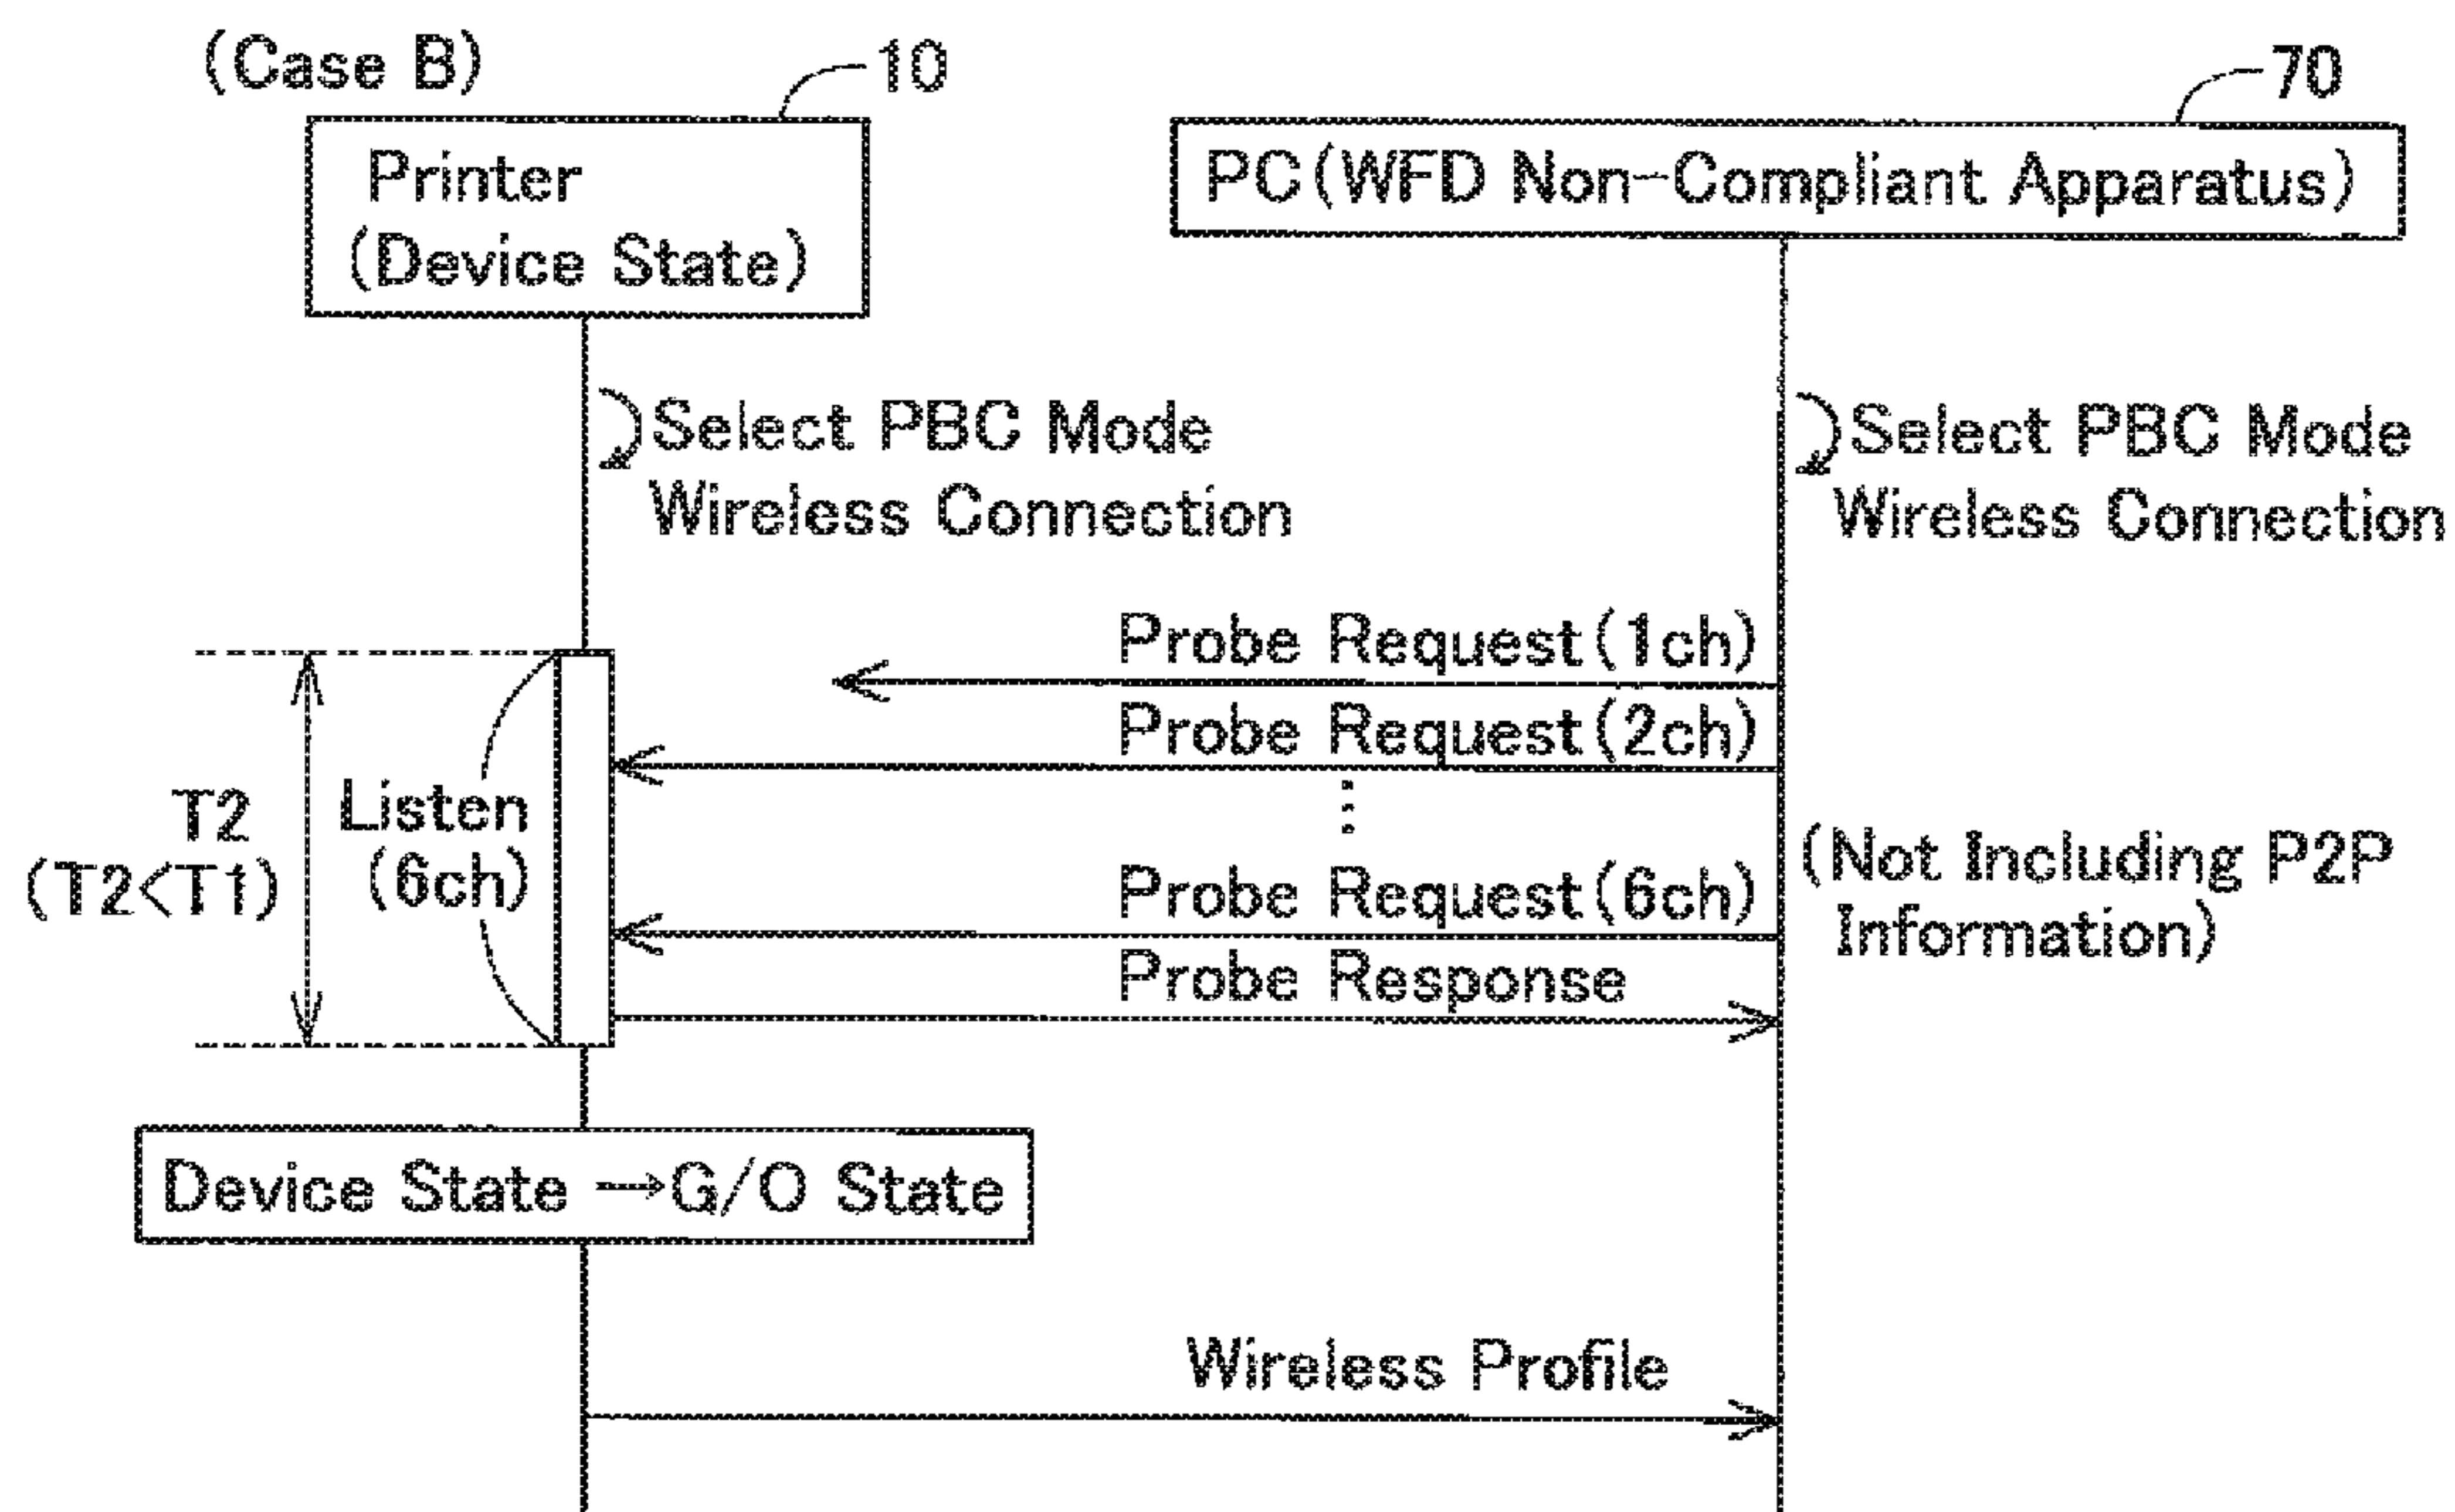 (Case B)
10
70
Printer
(Device State)
PC(WFD Non-Compliant Apparatus)
Select PBC Mode
Wireless Connection
Select PBC Mode
Wireless Connection
Probe Request(1ch)
Probe Request(2ch)
⋮
T2
(T2<T1)
Listen
(6ch)
Probe Request(6ch)
(Not Including P2P
Information)
Probe Response
Device State →G/O State
Wireless Profile